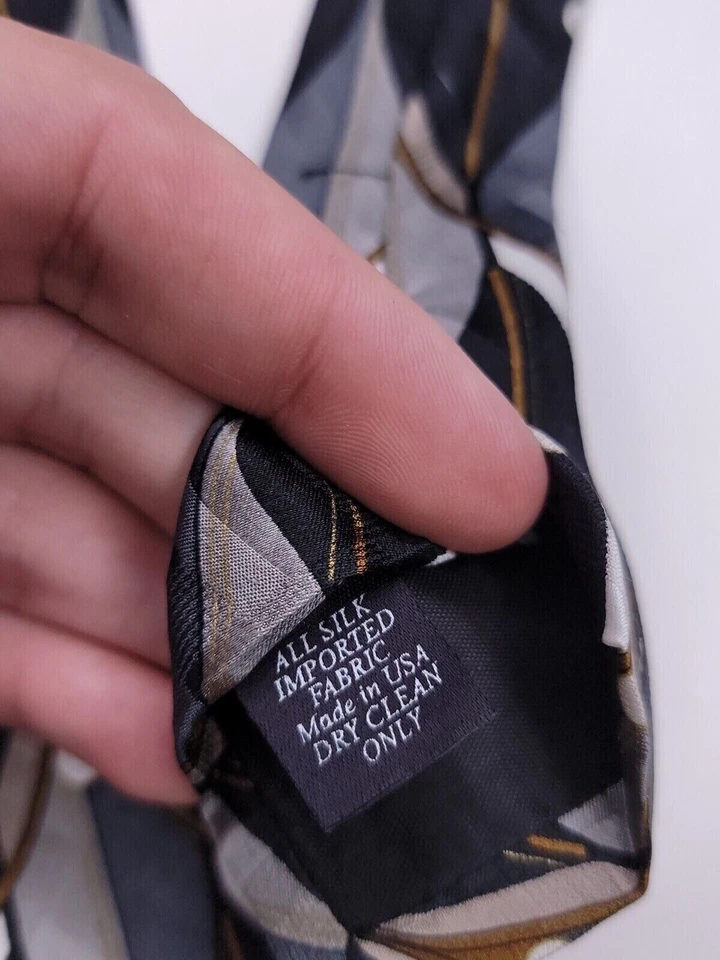 ALL SILK
IMPORTED
FABRIC
Made in USA
DRY CLEAN
ONLY